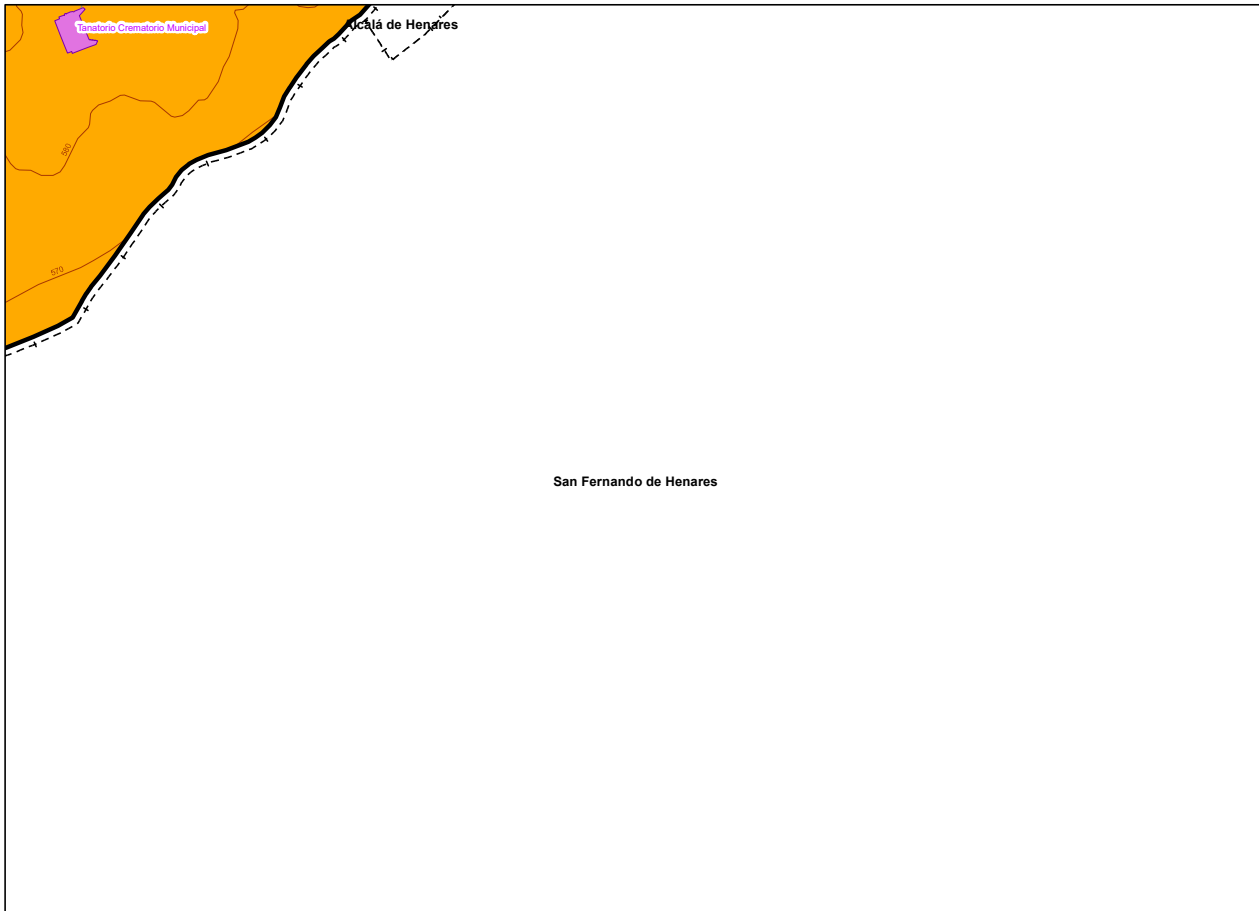 Alcalá de Henares
Tanatorio Crematorio Municipal
580
570
San Fernando de Henares